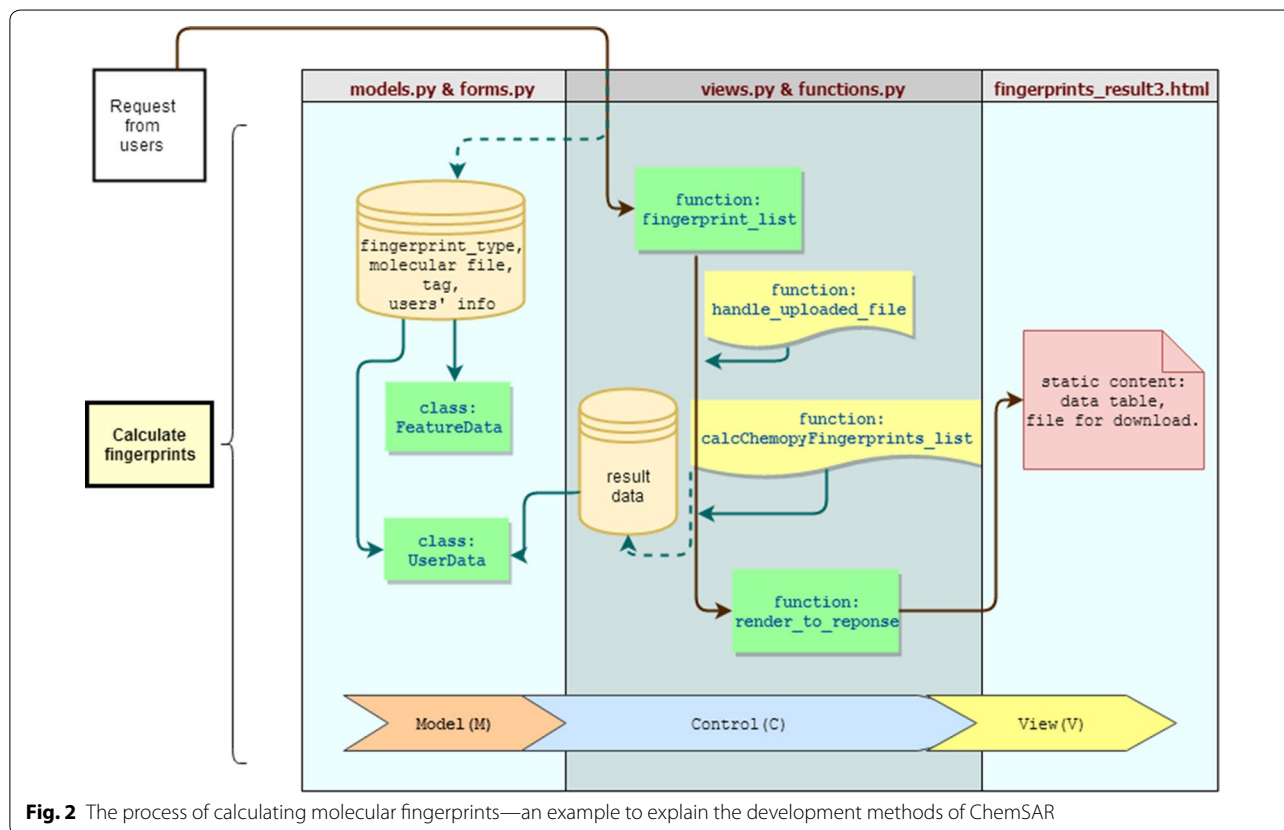 Request
from
users
Calculate
fingerprints
models.py & forms.py
views.py & functions.py
fingerprints_result3.html
fingerprint_type,
molecular file,
tag,
users' info
class:
FeatureData
class:
UserData
function:
fingerprint_list
function:
handle_uploaded_file
function:
calcChemopyFingerprints_list
result
data
function:
render_to_reponse
static content:
data table,
file for download.
Model(M)
Control(C)
View(V)
Fig. 2 The process of calculating molecular fingerprints—an example to explain the development methods of ChemSAR